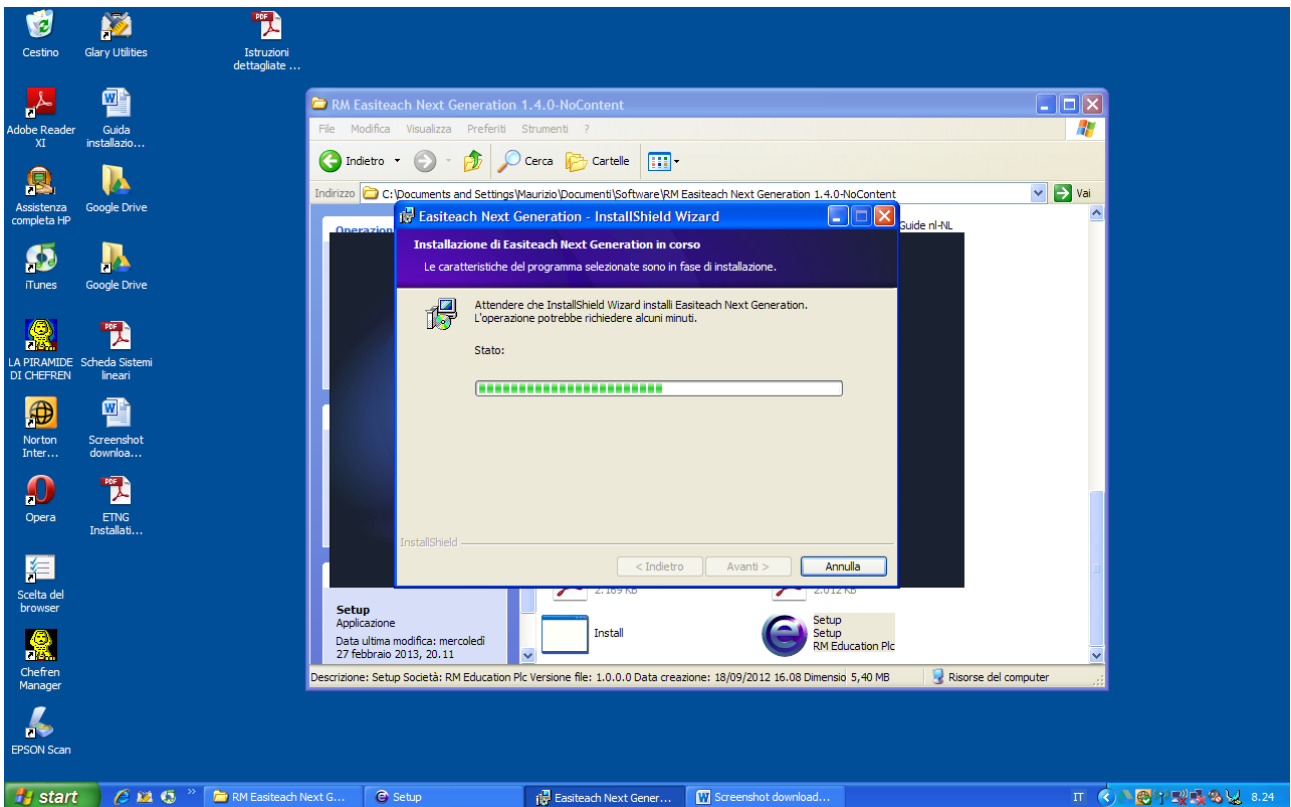 Cestino
Glary Utilities
Istruzioni
dettagliate ...
Adobe Reader
XI
Guida
installazio...
Assistenza
completa HP
Google Drive
iTunes
Google Drive
LA PIRAMIDE
DI CHEFREN
Scheda Sistemi
lineari
Norton
Inter...
Screenshot
downloa...
Opera
ETNG
Installati...
Scelta del
browser
Chefren
Manager
EPSON Scan
RM Easiteach Next Generation 1.4.0-NoContent
File Modifica Visualizza Preferiti Strumenti ?
Indietro Cerca Cartelle
Indirizzo C:\Documents and Settings\Maurizio\Documenti\Software\RM Easiteach Next Generation 1.4.0-NoContent Vai
Operazion
Guide nl-NL
Easiteach Next Generation - InstallShield Wizard
Installazione di Easiteach Next Generation in corso
Le caratteristiche del programma selezionate sono in fase di installazione.
Attendere che InstallShield Wizard installi Easiteach Next Generation.
L'operazione potrebbe richiedere alcuni minuti.
Stato:
InstallShield
< Indietro Avanti > Annulla
2.169 KB 2.012 KB
Setup
Applicazione
Data ultima modifica: mercoledì
27 febbraio 2013, 20.11
Install
Setup
Setup
RM Education Plc
Descrizione: Setup Società: RM Education Plc Versione file: 1.0.0.0 Data creazione: 18/09/2012 16.08 Dimensio 5,40 MB Risorse del computer
start RM Easiteach Next G... Setup Easiteach Next Gener... Screenshot download... IT 8.24